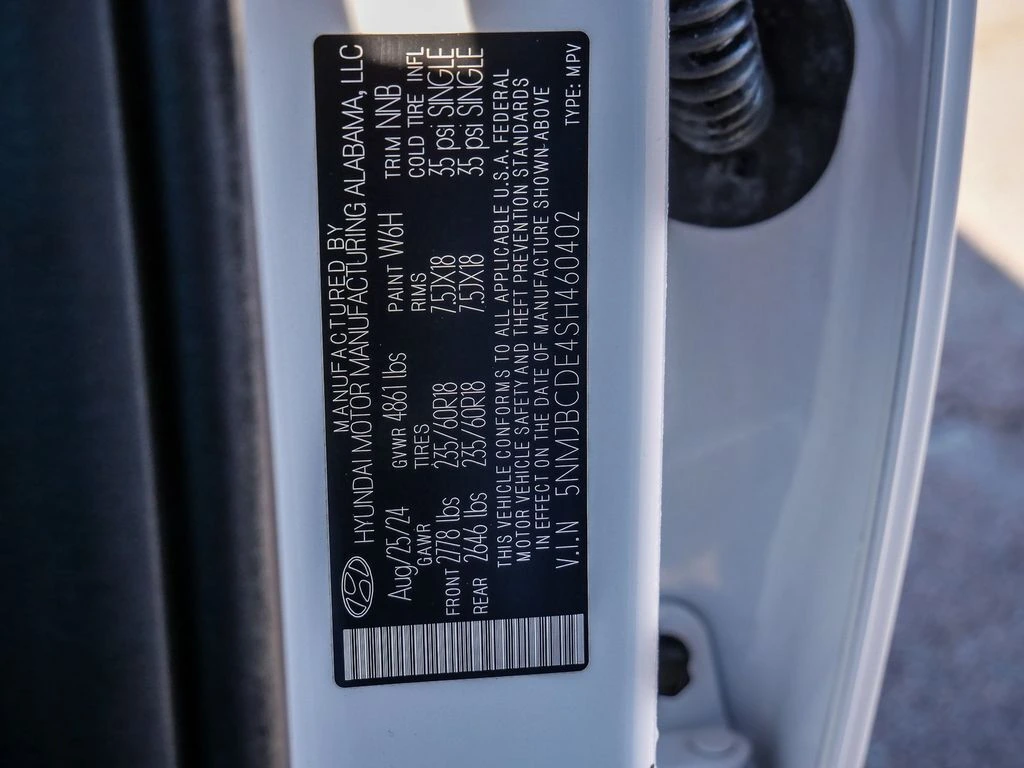 MANUFACTURED BY
HYUNDAI MOTOR MANUFACTURING ALABAMA, LLC
Aug/25/24 GVWR 4861 lbs PAINT W6H TRIM NNB
GAWR TIRES RIMS COLD TIRE INFL
FRONT 2778 lbs 235/60R18 7.5JX18 35 psi SINGLE
REAR 2646 lbs 235/60R18 7.5JX18 35 psi SINGLE
THIS VEHICLE CONFORMS TO ALL APPLICABLE U.S.A. FEDERAL
MOTOR VEHICLE SAFETY AND THEFT PREVENTION STANDARDS
IN EFFECT ON THE DATE OF MANUFACTURE SHOWN ABOVE
V.I.N 5NMJBCDE4SH460402 TYPE: MPV